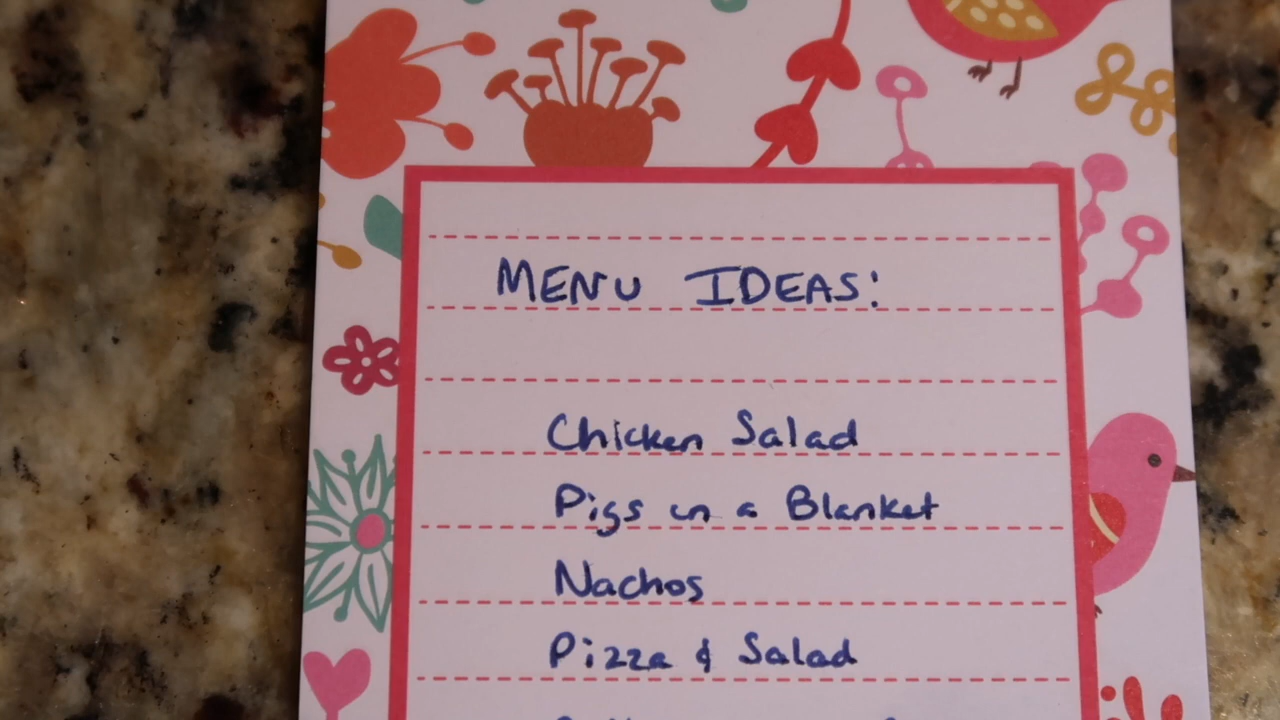 MENU IDEAS:
Chicken Salad
Pigs in a Blanket
Nachos
Pizza & Salad